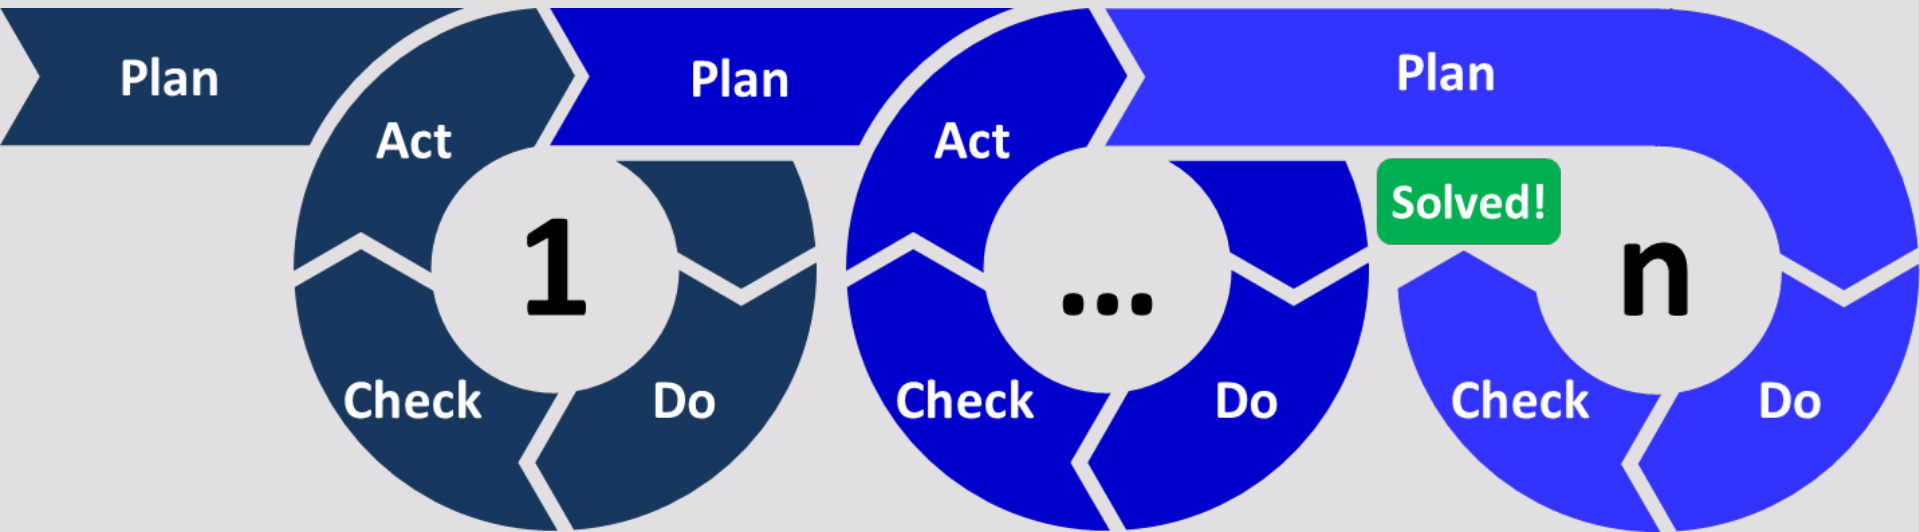 Plan
Act
1
Check
Do
Plan
Act
...
Check
Do
Plan
Solved!
n
Check
Do